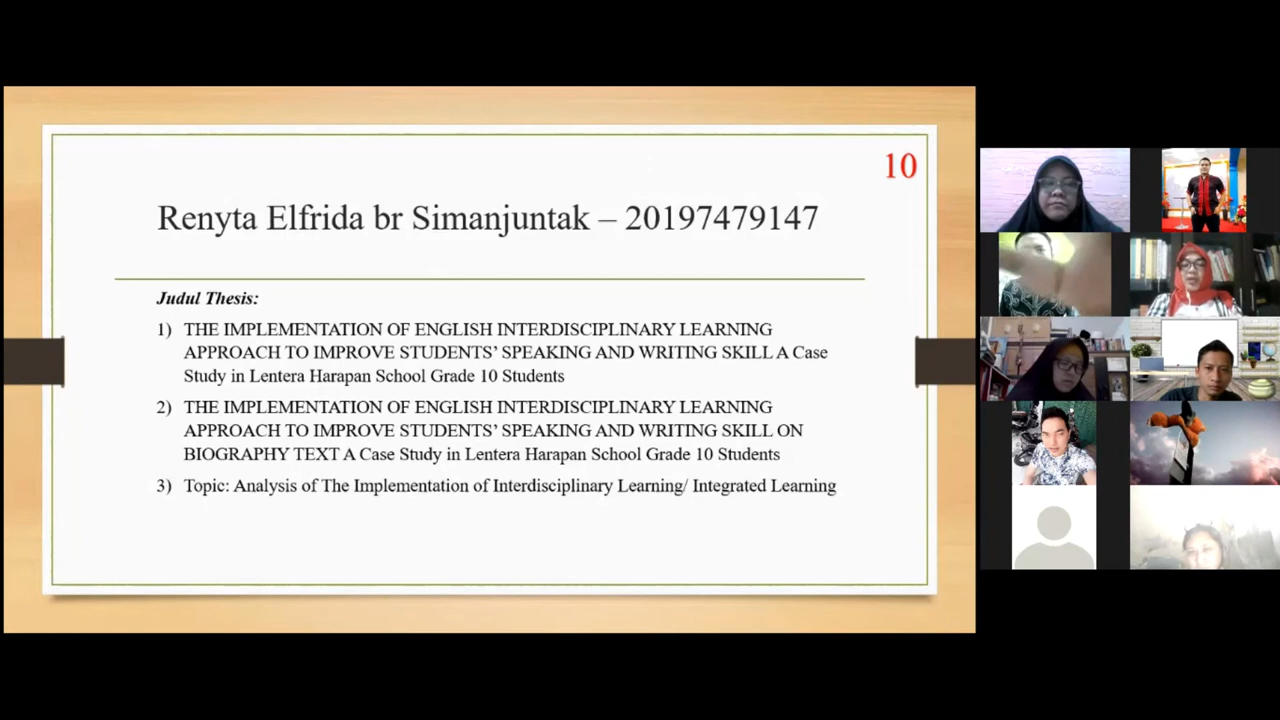 10
Renyta Elfrida br Simanjuntak – 20197479147
Judul Thesis:
1) THE IMPLEMENTATION OF ENGLISH INTERDISCIPLINARY LEARNING
APPROACH TO IMPROVE STUDENTS’ SPEAKING AND WRITING SKILL A Case
Study in Lentera Harapan School Grade 10 Students
2) THE IMPLEMENTATION OF ENGLISH INTERDISCIPLINARY LEARNING
APPROACH TO IMPROVE STUDENTS’ SPEAKING AND WRITING SKILL ON
BIOGRAPHY TEXT A Case Study in Lentera Harapan School Grade 10 Students
3) Topic: Analysis of The Implementation of Interdisciplinary Learning/ Integrated Learning